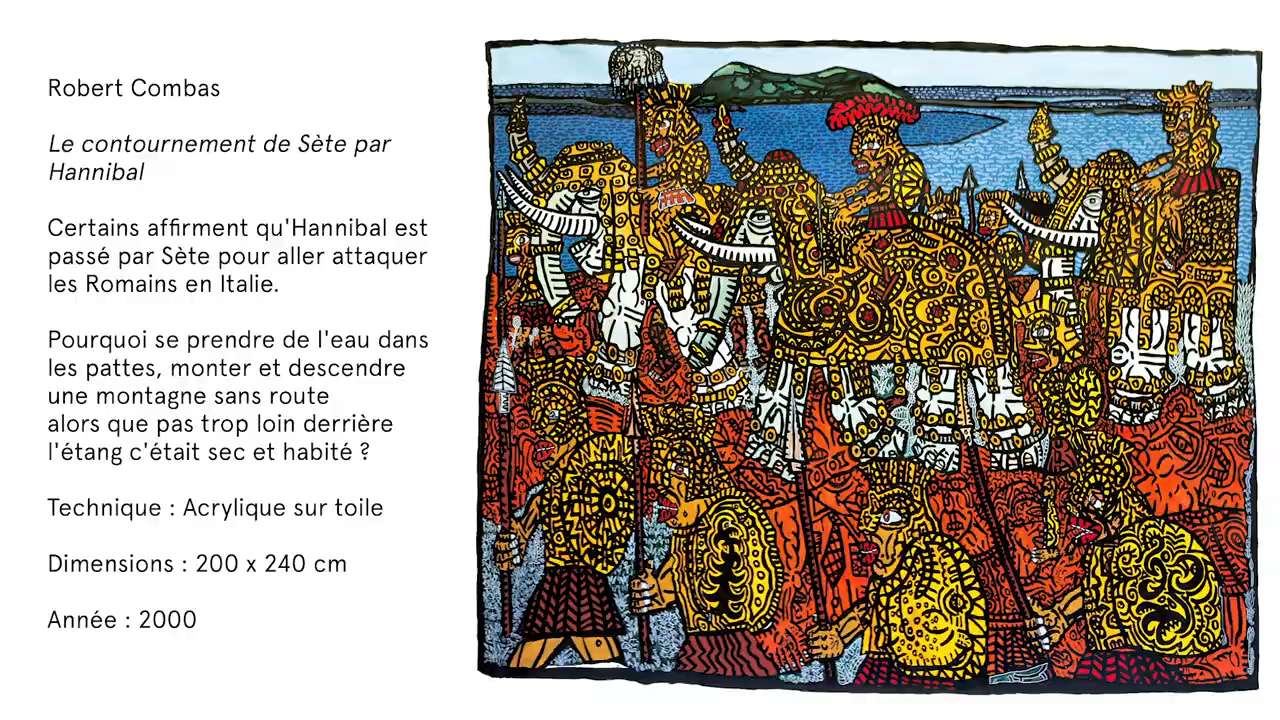 Robert Combas
Le contournement de Sète par
Hannibal
Certains affirment qu'Hannibal est
passé par Sète pour aller attaquer
les Romains en Italie.
Pourquoi se prendre de l'eau dans
les pattes, monter et descendre
une montagne sans route
alors que pas trop loin derrière
l'étang c'était sec et habité ?
Technique : Acrylique sur toile
Dimensions : 200 x 240 cm
Année : 2000